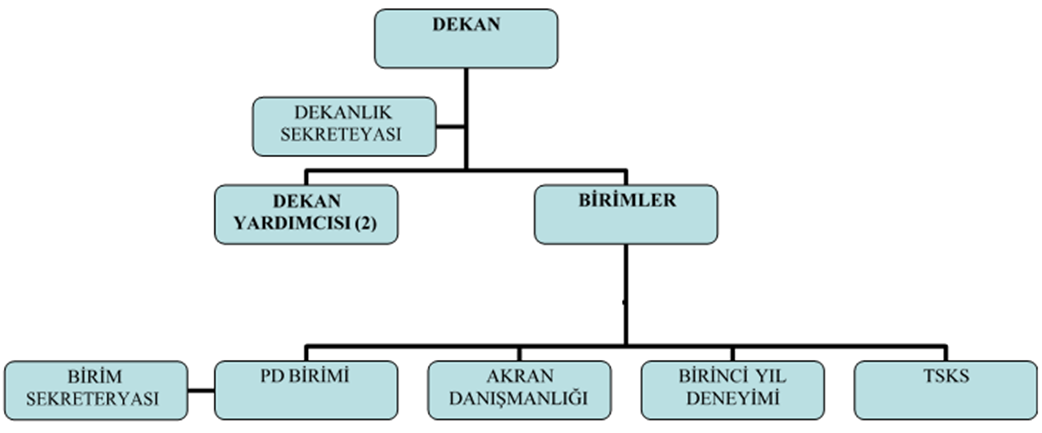 DEKAN
DEKANLIK
SEKRETEYASI
DEKAN
YARDIMCISI (2)
BİRİMLER
BİRİM
SEKRETERYASI
PD BİRİMİ
AKRAN
DANIŞMANLIĞI
BİRİNCİ YIL
DENEYİMİ
TSKS